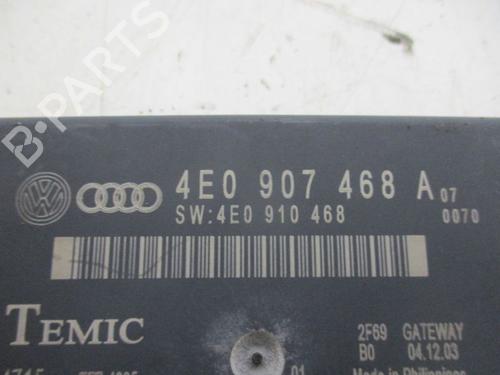 B-PARTS
4E0 907 468 A 07
SW:4E0 910 468 0070
TEMIC
2F69 GATEWAY
B0 04.12.03
01
Made in Philippines